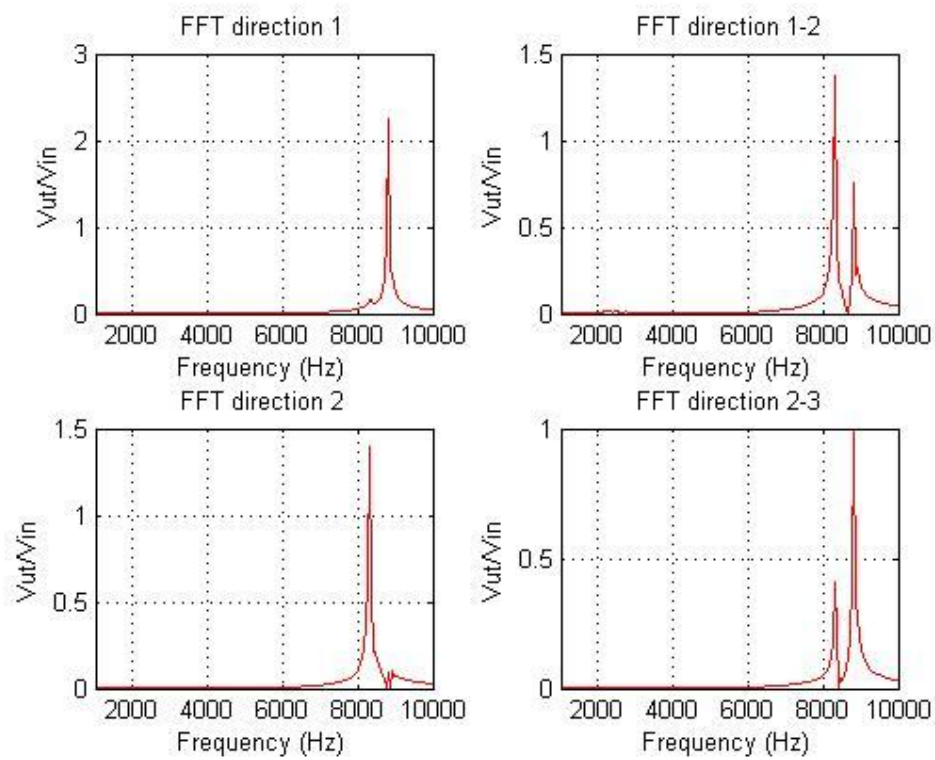 FFT direction 1
3
2
1
0
Vut/Vin
2000 4000 6000 8000 10000
Frequency (Hz)
FFT direction 1-2
1.5
1
0.5
0
Vut/Vin
2000 4000 6000 8000 10000
Frequency (Hz)
FFT direction 2
1.5
1
0.5
0
Vut/Vin
2000 4000 6000 8000 10000
Frequency (Hz)
FFT direction 2-3
1
0.5
0
Vut/Vin
2000 4000 6000 8000 10000
Frequency (Hz)